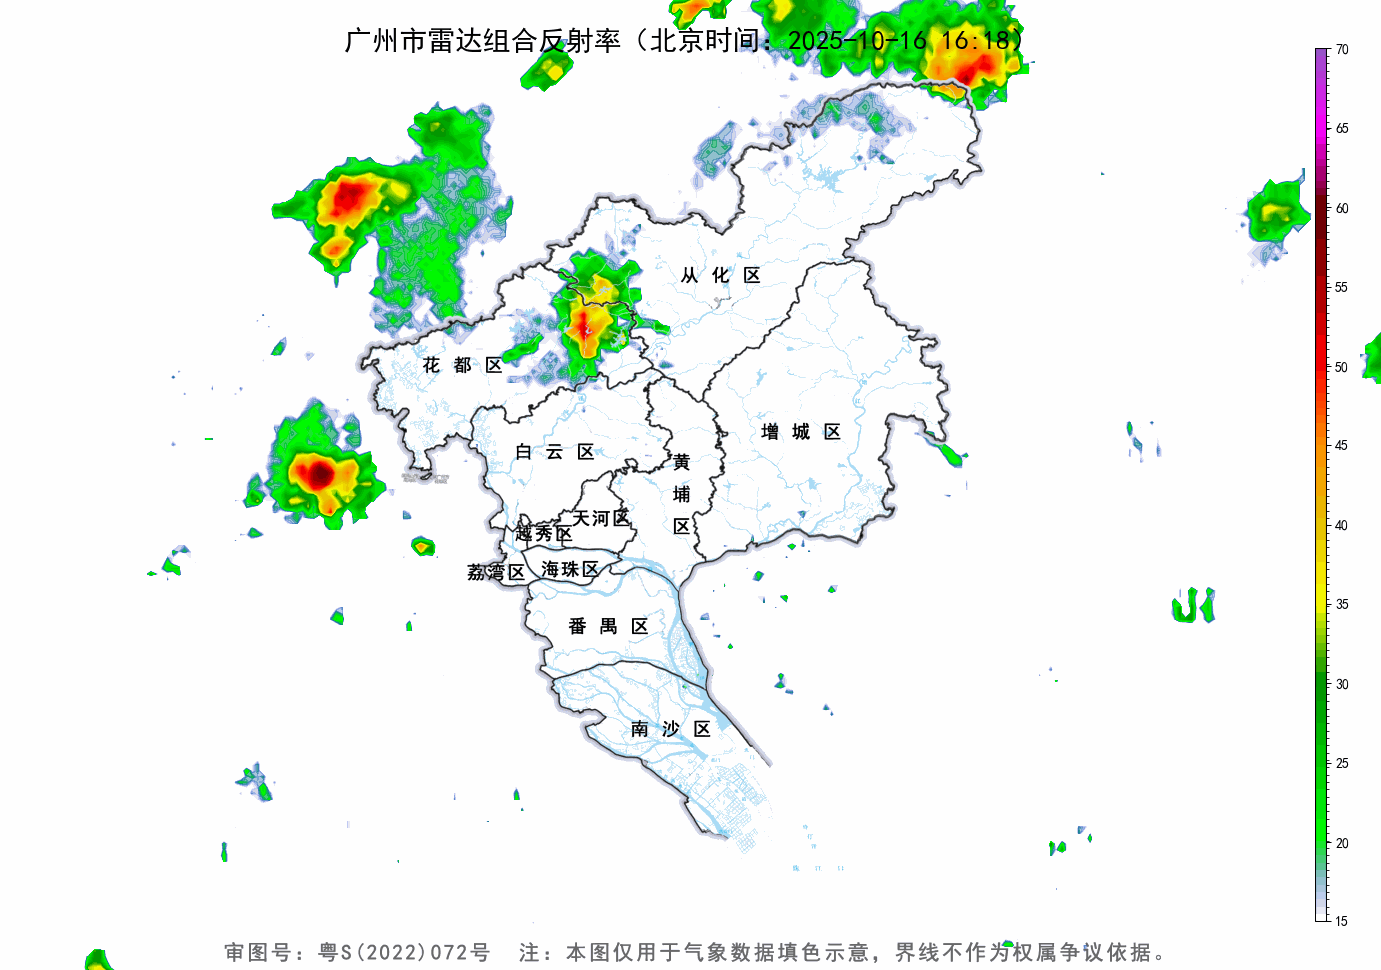 广州市雷达组合反射率（北京时间：2025-10-16 16:18）
70
65
60
55
50
45
40
35
30
25
20
15
从化区
花都区
增城区
白云区
黄埔区
天河区
越秀区
荔湾区
海珠区
番禺区
南沙区
审图号：粤S(2022)072号 注：本图仅用于气象数据填色示意，界线不作为权属争议依据。